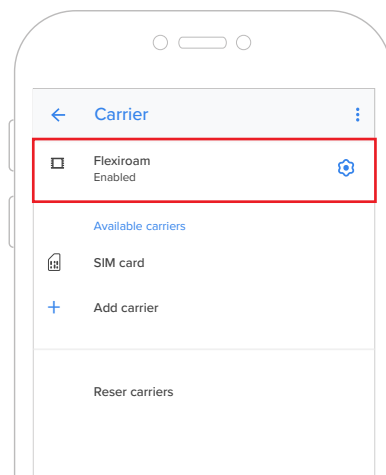 Carrier
Flexiroam
Enabled
Available carriers
SIM card
Add carrier
Reser carriers